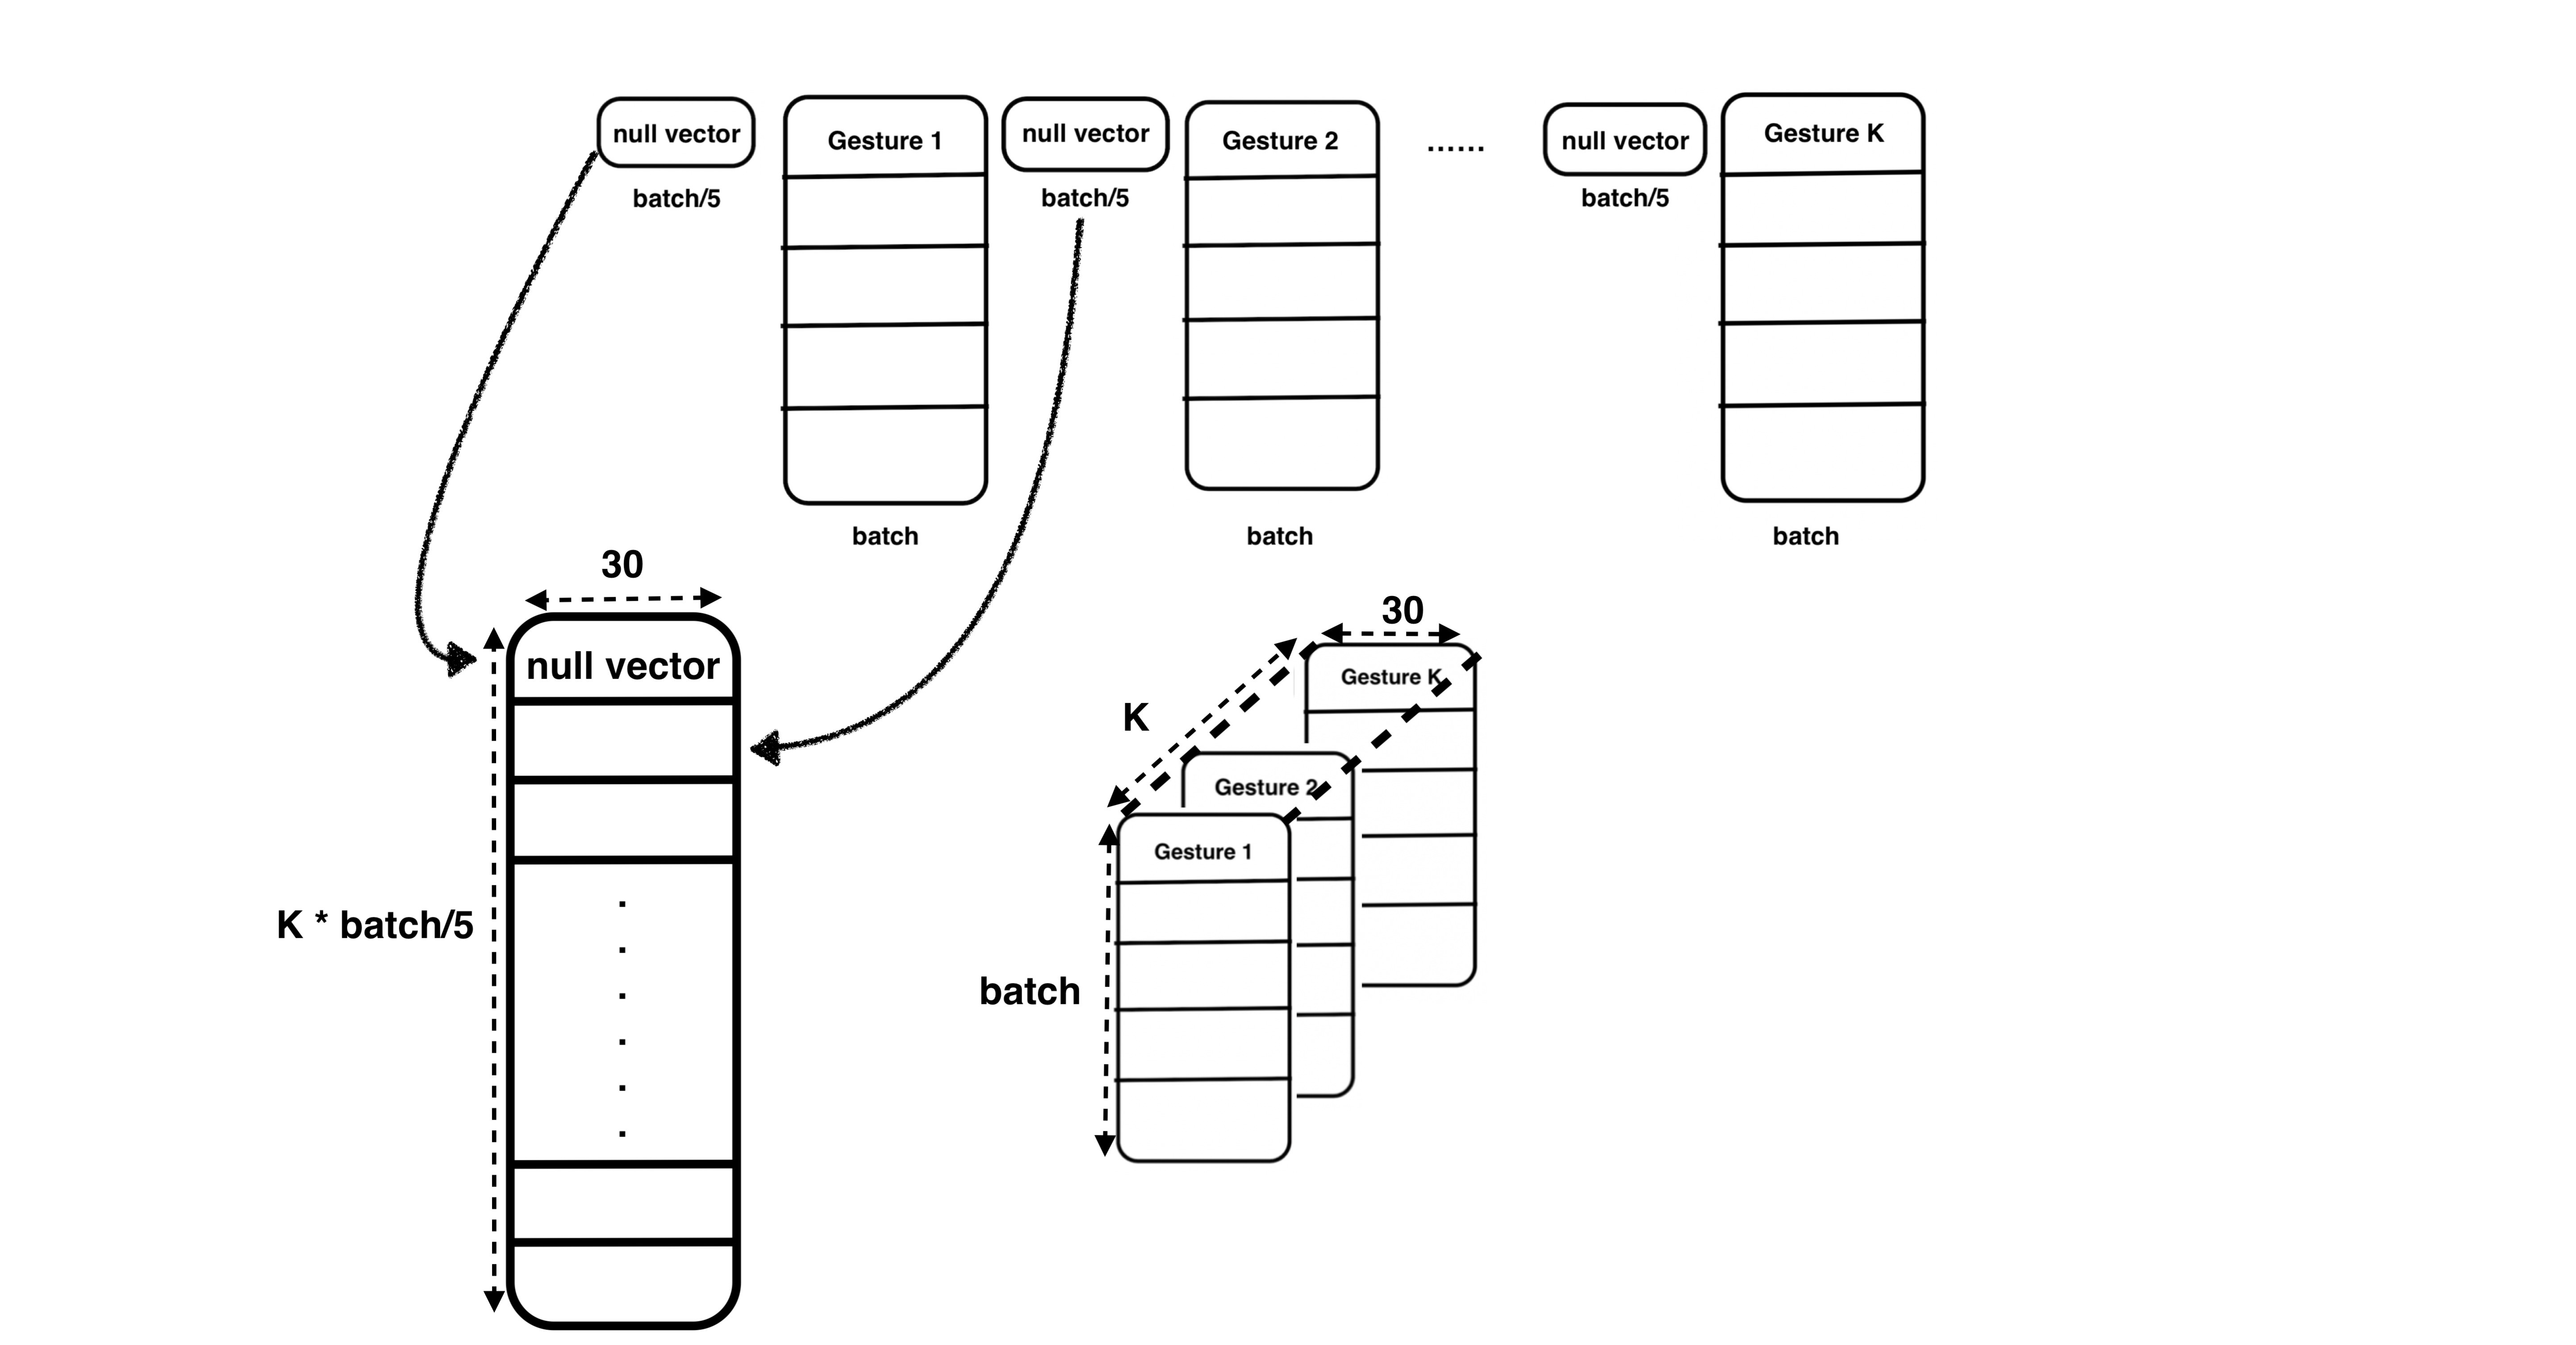 null vector
Gesture 1
null vector
Gesture 2
......
null vector
Gesture K
batch/5
batch/5
batch/5
batch
batch
batch
30
null vector
K * batch/5
.
.
.
.
.
.
30
K
Gesture K
Gesture 2
Gesture 1
batch